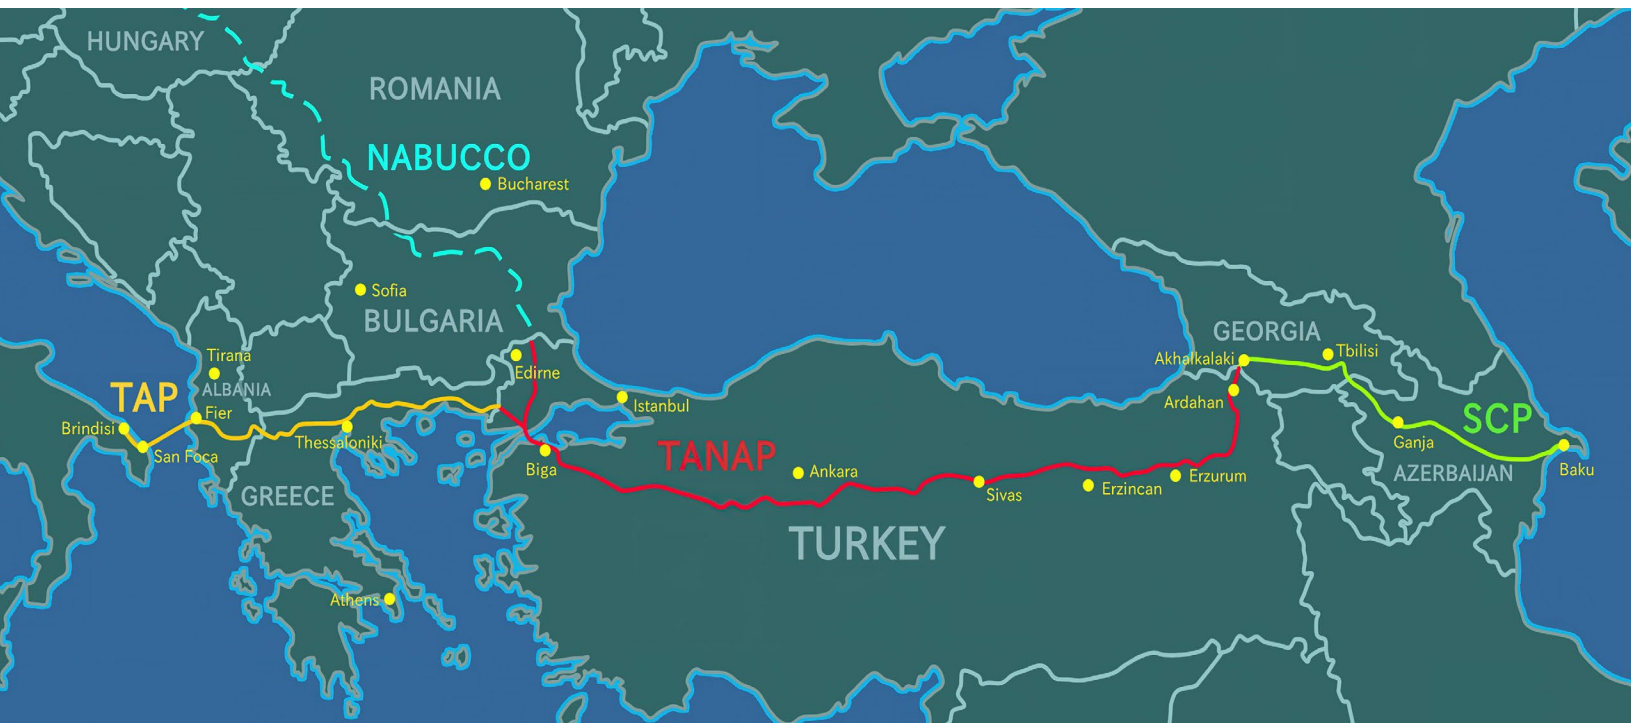 HUNGARY
ROMANIA
NABUCCO
Bucharest
Sofia
BULGARIA
GEORGIA
Tirana
Edirne
Akhalkalaki
Tbilisi
ALBANIA
TAP
Fier
Istanbul
Ardahan
SCP
Brindisi
San Foca
Thessaloniki
Ganja
TANAP
Biga
Ankara
AZERBAIJAN
Baku
Sivas
Erzincan
Erzurum
GREECE
TURKEY
Athens